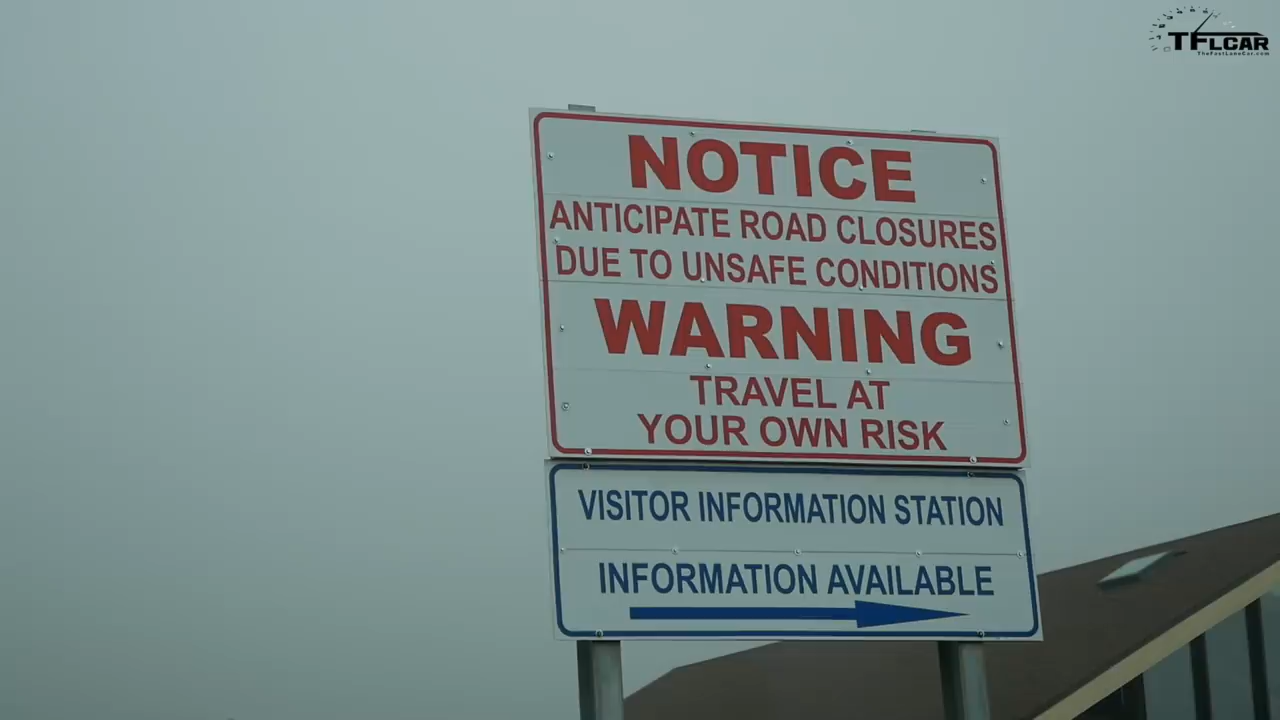 TFLCAR
TheFastLaneCar.com
NOTICE
ANTICIPATE ROAD CLOSURES
DUE TO UNSAFE CONDITIONS
WARNING
TRAVEL AT
YOUR OWN RISK
VISITOR INFORMATION STATION
INFORMATION AVAILABLE